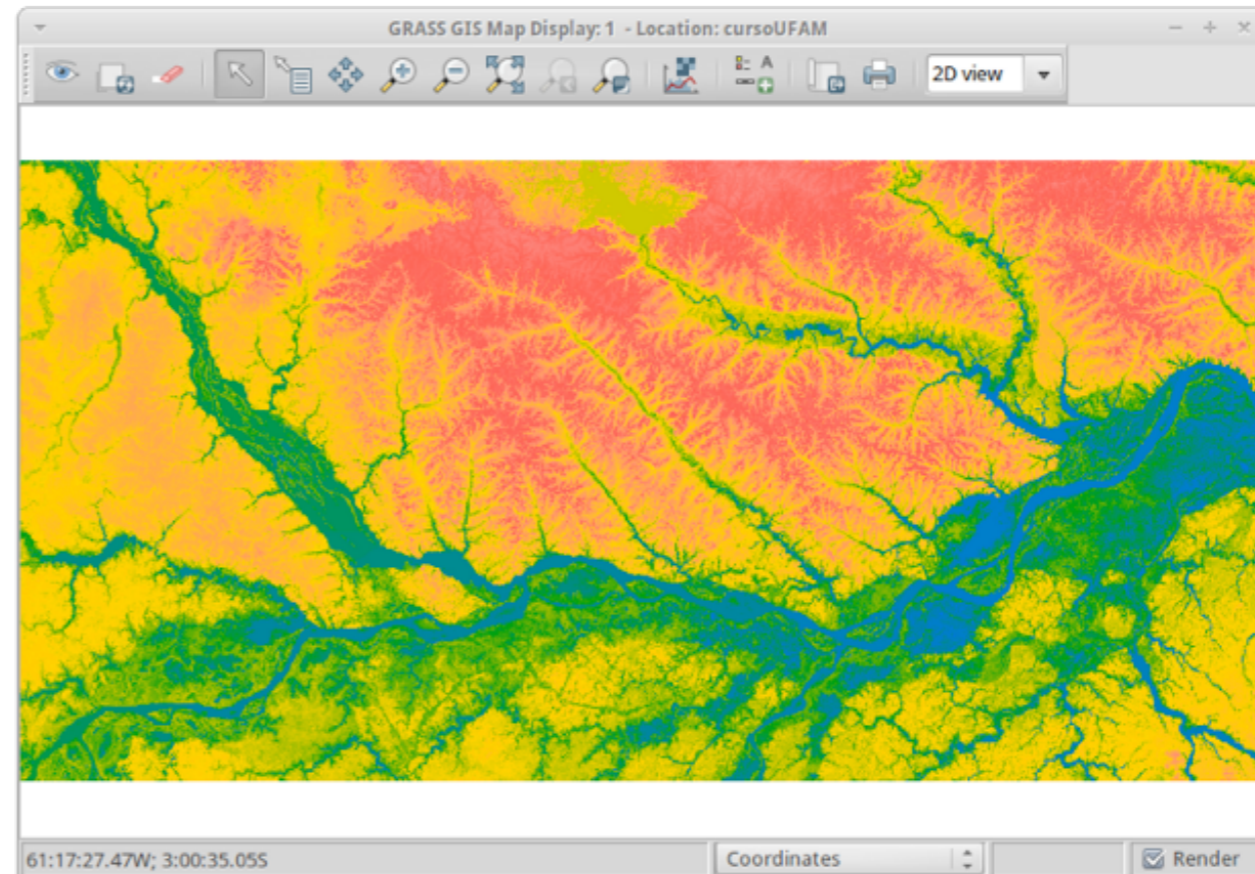 GRASS GIS Map Display: 1 - Location: cursoUFAM
2D view
61:17:27.47W; 3:00:35.05S
Coordinates
Render